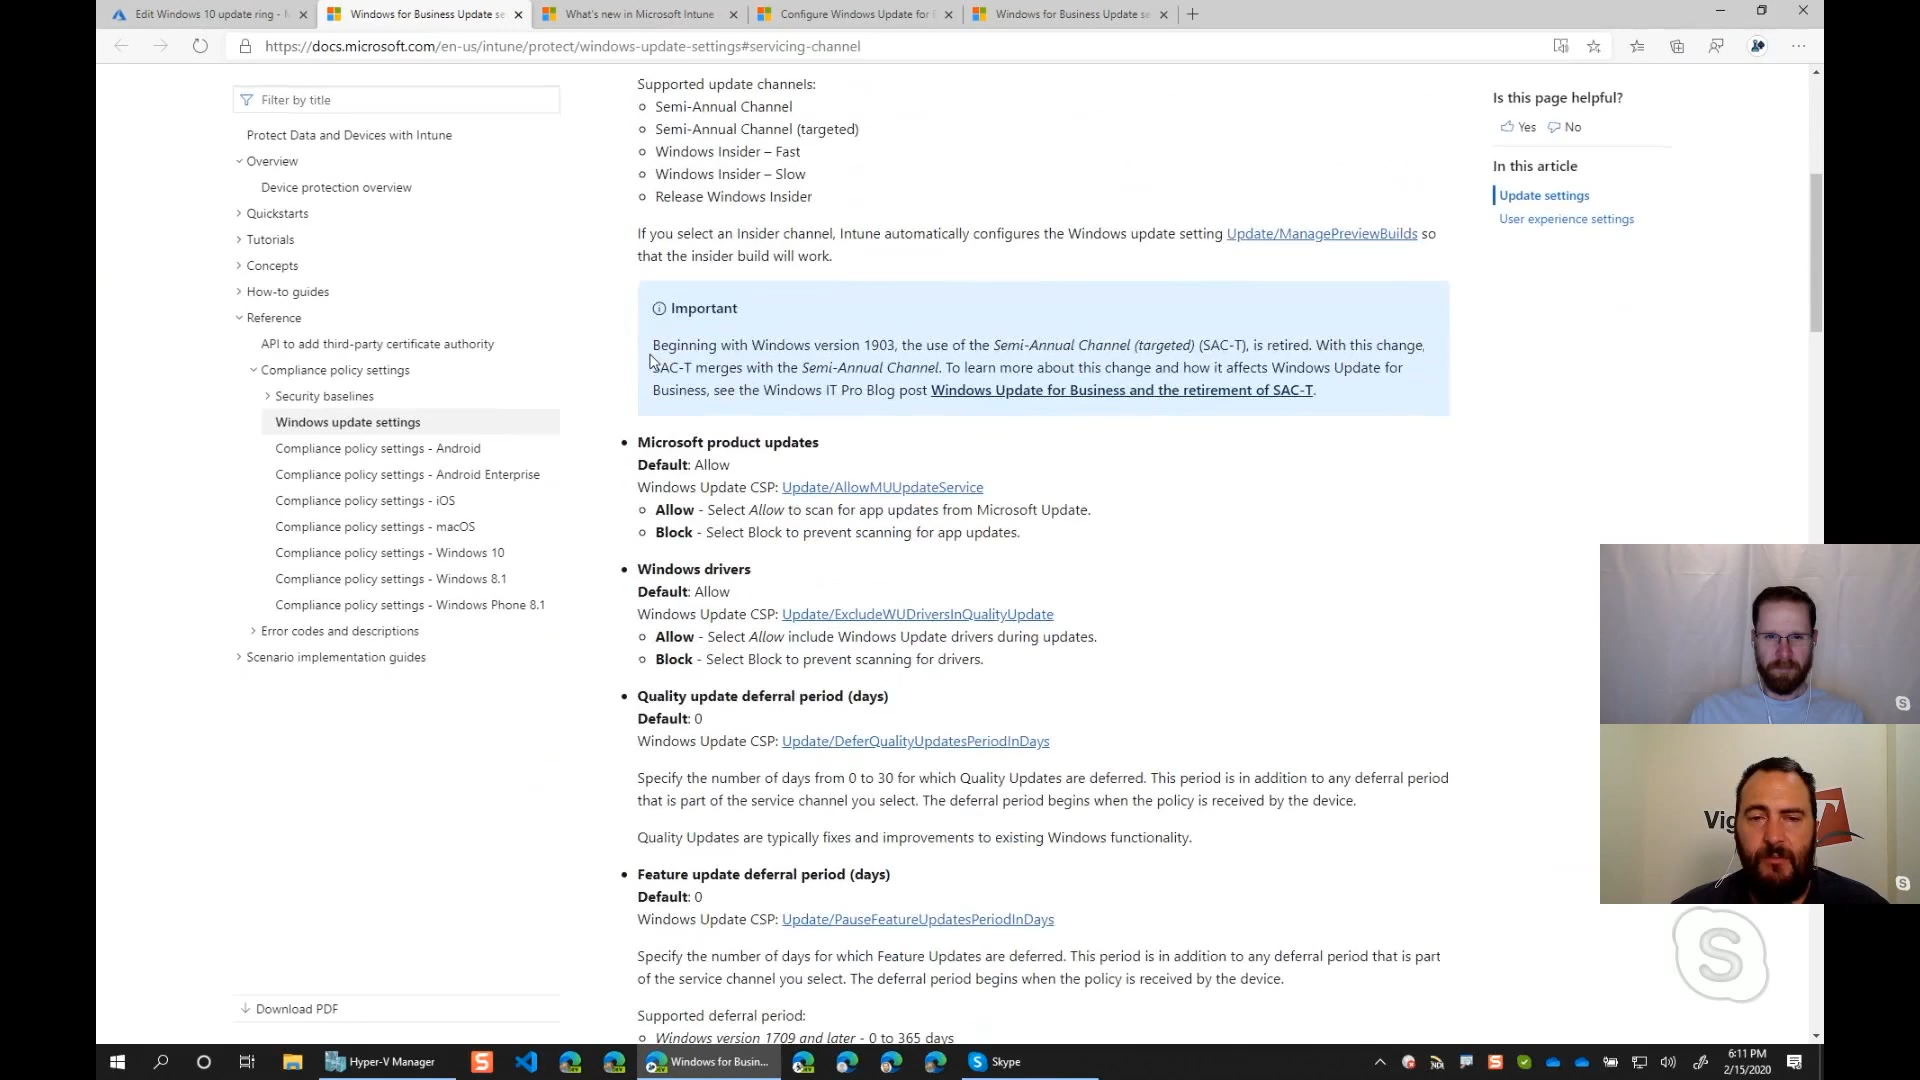 Edit Windows 10 update ring -
Windows for Business Update se
What's new in Microsoft Intune
Configure Windows Update for
Windows for Business Update se
https://docs.microsoft.com/en-us/intune/protect/windows-update-settings#servicing-channel
Filter by title
Protect Data and Devices with Intune
Overview
Device protection overview
Quickstarts
Tutorials
Concepts
How-to guides
Reference
API to add third-party certificate authority
Compliance policy settings
Security baselines
Windows update settings
Compliance policy settings - Android
Compliance policy settings - Android Enterprise
Compliance policy settings - iOS
Compliance policy settings - macOS
Compliance policy settings - Windows 10
Compliance policy settings - Windows 8.1
Compliance policy settings - Windows Phone 8.1
Error codes and descriptions
Scenario implementation guides
Download PDF
Supported update channels:
Semi-Annual Channel
Semi-Annual Channel (targeted)
Windows Insider – Fast
Windows Insider – Slow
Release Windows Insider
If you select an Insider channel, Intune automatically configures the Windows update setting Update/ManagePreviewBuilds so
that the insider build will work.
Important
Beginning with Windows version 1903, the use of the Semi-Annual Channel (targeted) (SAC-T), is retired. With this change,
SAC-T merges with the Semi-Annual Channel. To learn more about this change and how it affects Windows Update for
Business, see the Windows IT Pro Blog post Windows Update for Business and the retirement of SAC-T.
Microsoft product updates
Default: Allow
Windows Update CSP: Update/AllowMUUpdateService
Allow - Select Allow to scan for app updates from Microsoft Update.
Block - Select Block to prevent scanning for app updates.
Windows drivers
Default: Allow
Windows Update CSP: Update/ExcludeWUDriversInQualityUpdate
Allow - Select Allow include Windows Update drivers during updates.
Block - Select Block to prevent scanning for drivers.
Quality update deferral period (days)
Default: 0
Windows Update CSP: Update/DeferQualityUpdatesPeriodInDays
Specify the number of days from 0 to 30 for which Quality Updates are deferred. This period is in addition to any deferral period
that is part of the service channel you select. The deferral period begins when the policy is received by the device.
Quality Updates are typically fixes and improvements to existing Windows functionality.
Feature update deferral period (days)
Default: 0
Windows Update CSP: Update/PauseFeatureUpdatesPeriodInDays
Specify the number of days for which Feature Updates are deferred. This period is in addition to any deferral period that is part
of the service channel you select. The deferral period begins when the policy is received by the device.
Supported deferral period:
Windows version 1709 and later - 0 to 365 days
Is this page helpful?
Yes No
In this article
Update settings
User experience settings
Vig
Hyper-V Manager
Windows for Busin...
Skype
6:11 PM
2/15/2020